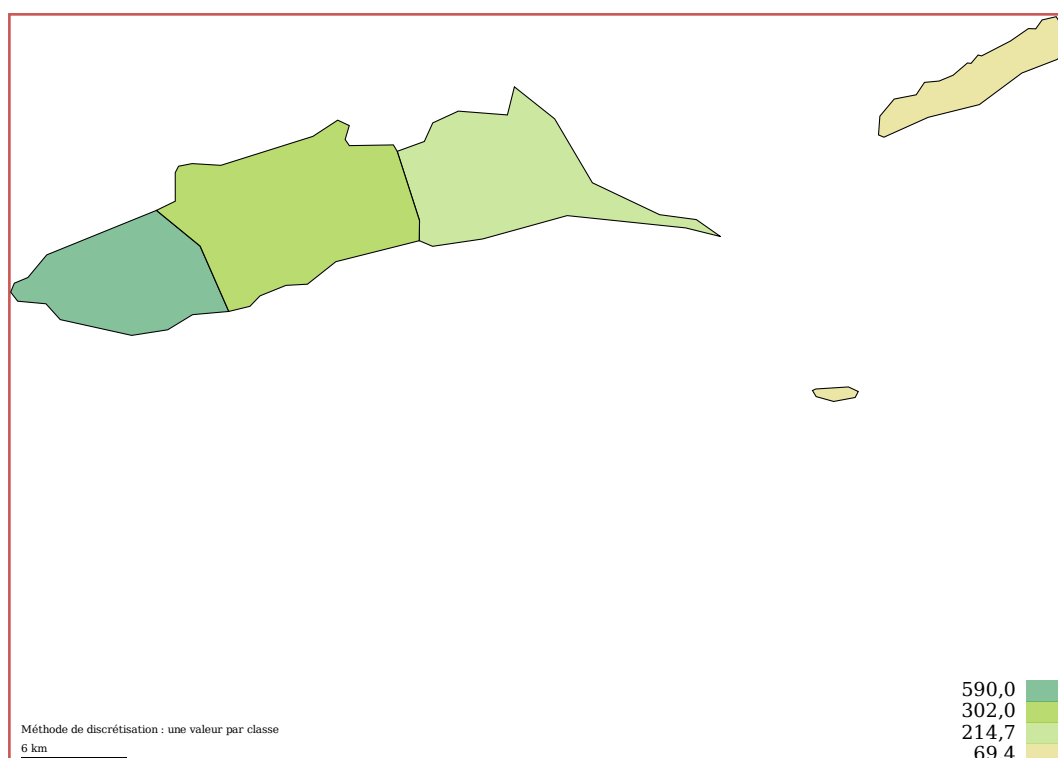 590,0
302,0
214,7
69,4
Méthode de discrétisation : une valeur par classe
6 km